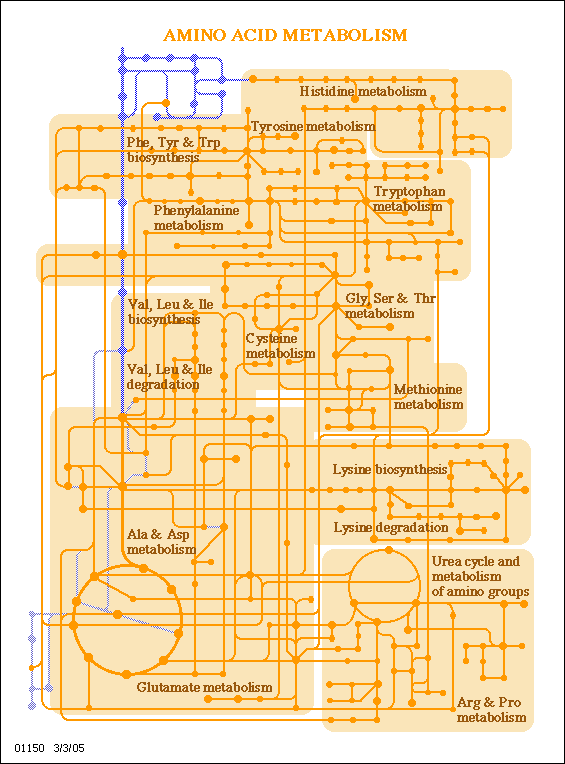 AMINO ACID METABOLISM
Histidine metabolism
Tyrosine metabolism
Phe, Tyr & Trp
biosynthesis
Tryptophan
metabolism
Phenylalanine
metabolism
Val, Leu & Ile
biosynthesis
Gly, Ser & Thr
metabolism
Cysteine
metabolism
Val, Leu & Ile
degradation
Methionine
metabolism
Lysine biosynthesis
Lysine degradation
Ala & Asp
metabolism
Urea cycle and
metabolism
of amino groups
Glutamate metabolism
Arg & Pro
metabolism
01150 3/3/05